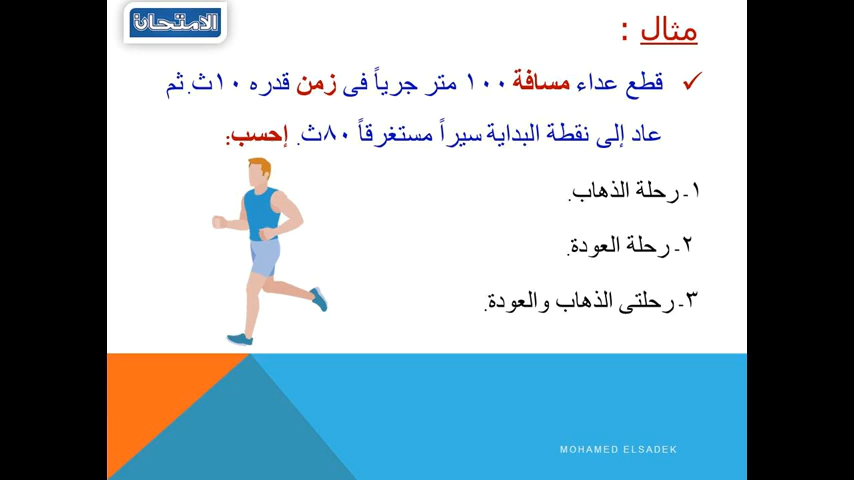 الامتحان
مثال :
✓ قطع عداء مسافة ١٠٠ متر جرياً فى زمن قدره ١٠ث. ثم
عاد إلى نقطة البداية سيراً مستغرقاً ٨٠ث. إحسب:
١- رحلة الذهاب.
٢- رحلة العودة.
٣- رحلتى الذهاب والعودة.
MOHAMED ELSADEK